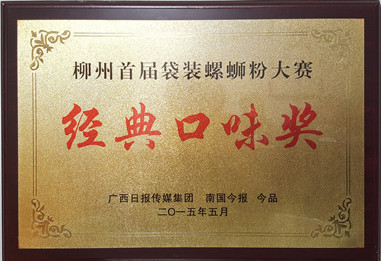 柳州首届袋装螺蛳粉大赛
经典口味奖
广西日报传媒集团 南国今报 今品
二〇一五年五月